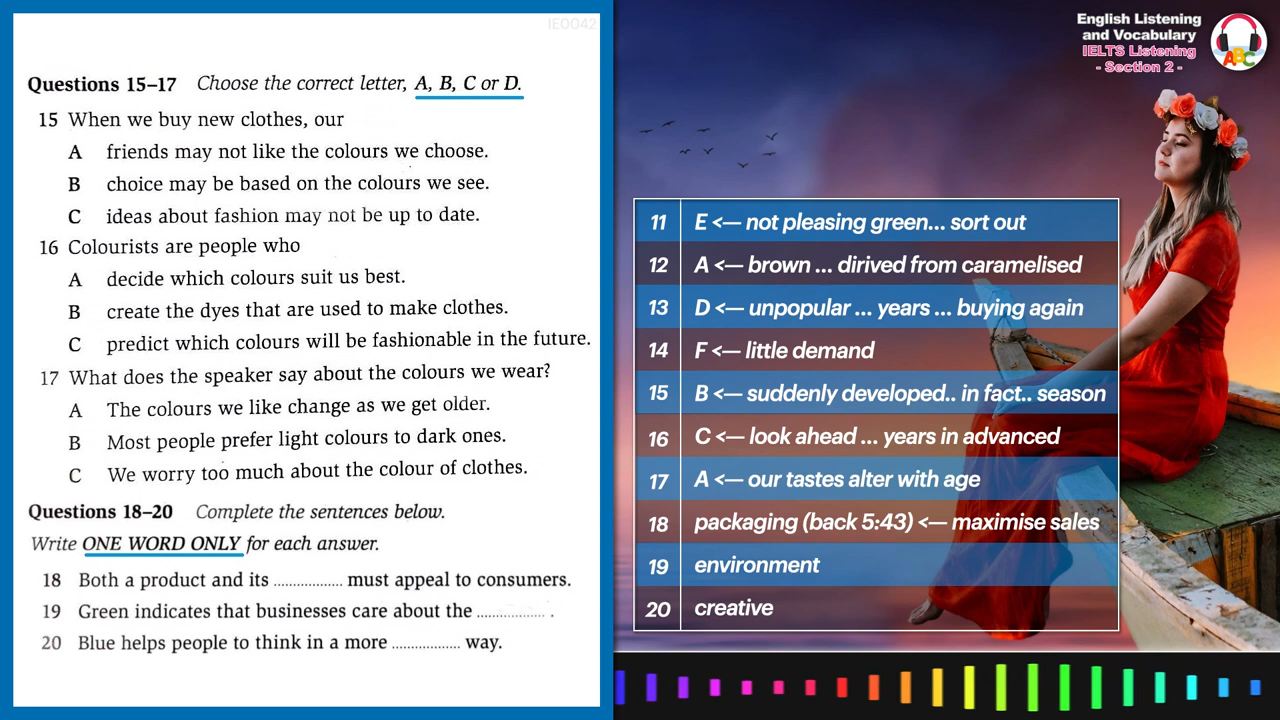 IE0042
Questions 15–17 Choose the correct letter, A, B, C or D.
15 When we buy new clothes, our
A friends may not like the colours we choose.
B choice may be based on the colours we see.
C ideas about fashion may not be up to date.
16 Colourists are people who
A decide which colours suit us best.
B create the dyes that are used to make clothes.
C predict which colours will be fashionable in the future.
17 What does the speaker say about the colours we wear?
A The colours we like change as we get older.
B Most people prefer light colours to dark ones.
C We worry too much about the colour of clothes.
Questions 18–20 Complete the sentences below.
Write ONE WORD ONLY for each answer.
18 Both a product and its .................. must appeal to consumers.
19 Green indicates that businesses care about the .................. .
20 Blue helps people to think in a more .................. way.
English Listening
and Vocabulary
IELTS Listening
- Section 2 -
ABC
11 E <— not pleasing green... sort out
12 A <— brown ... dirived from caramelised
13 D <— unpopular ... years ... buying again
14 F <— little demand
15 B <— suddenly developed.. in fact.. season
16 C <— look ahead ... years in advanced
17 A <— our tastes alter with age
18 packaging (back 5:43) <— maximise sales
19 environment
20 creative